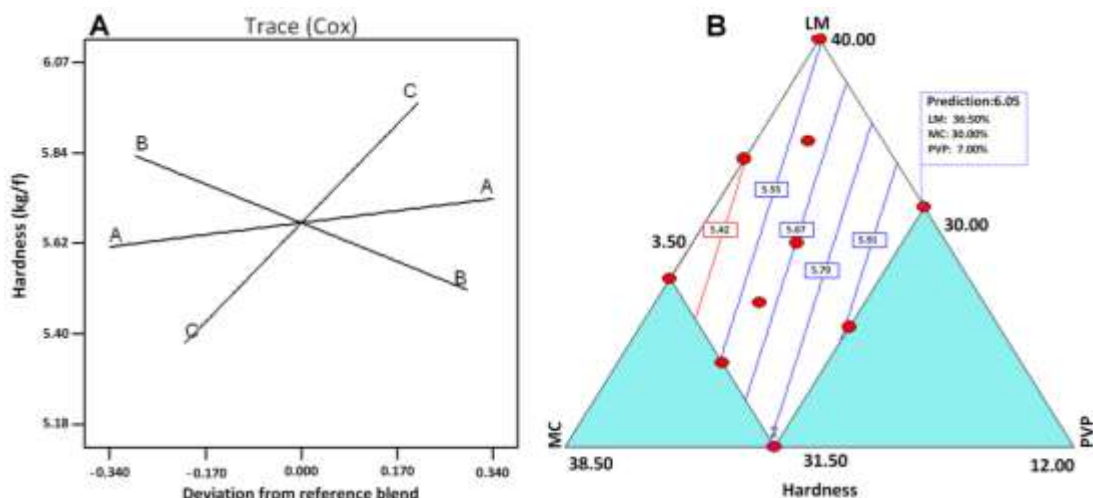 A
Trace (Cox)
Hardness (kg/f)
6.07
5.84
5.62
5.40
5.18
B
A
C
C
A
B
-0.340
-0.170
0.000
0.170
0.340
Deviation from reference blend
B
LM
40.00
Prediction:6.05
LM: 36.50%
MC: 30.00%
PVP: 7.00%
5.55
5.42
5.67
5.91
5.79
3.50
30.00
MC
PVP
38.50
31.50
12.00
Hardness